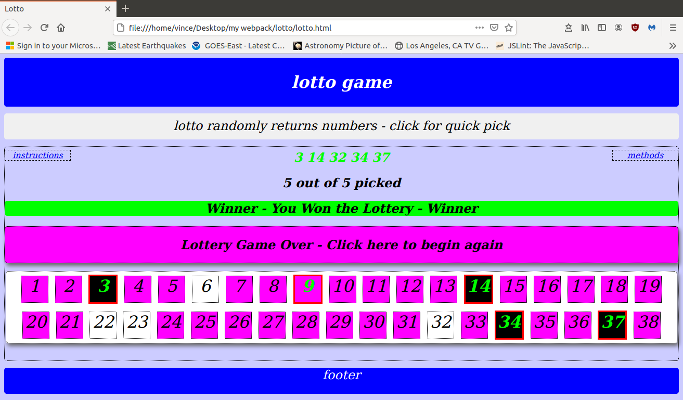 Lotto
file:///home/vince/Desktop/my webpack/lotto/lotto.html
Sign in to your Micros… Latest Earthquakes GOES-East - Latest C… Astronomy Picture of… Los Angeles, CA TV G… JSLint: The JavaScrip…
lotto game
lotto randomly returns numbers - click for quick pick
instructions 3 14 32 34 37 methods
5 out of 5 picked
Winner - You Won the Lottery - Winner
Lottery Game Over - Click here to begin again
1 2 3 4 5 6 7 8 9 10 11 12 13 14 15 16 17 18 19
20 21 22 23 24 25 26 27 28 29 30 31 32 33 34 35 36 37 38
footer